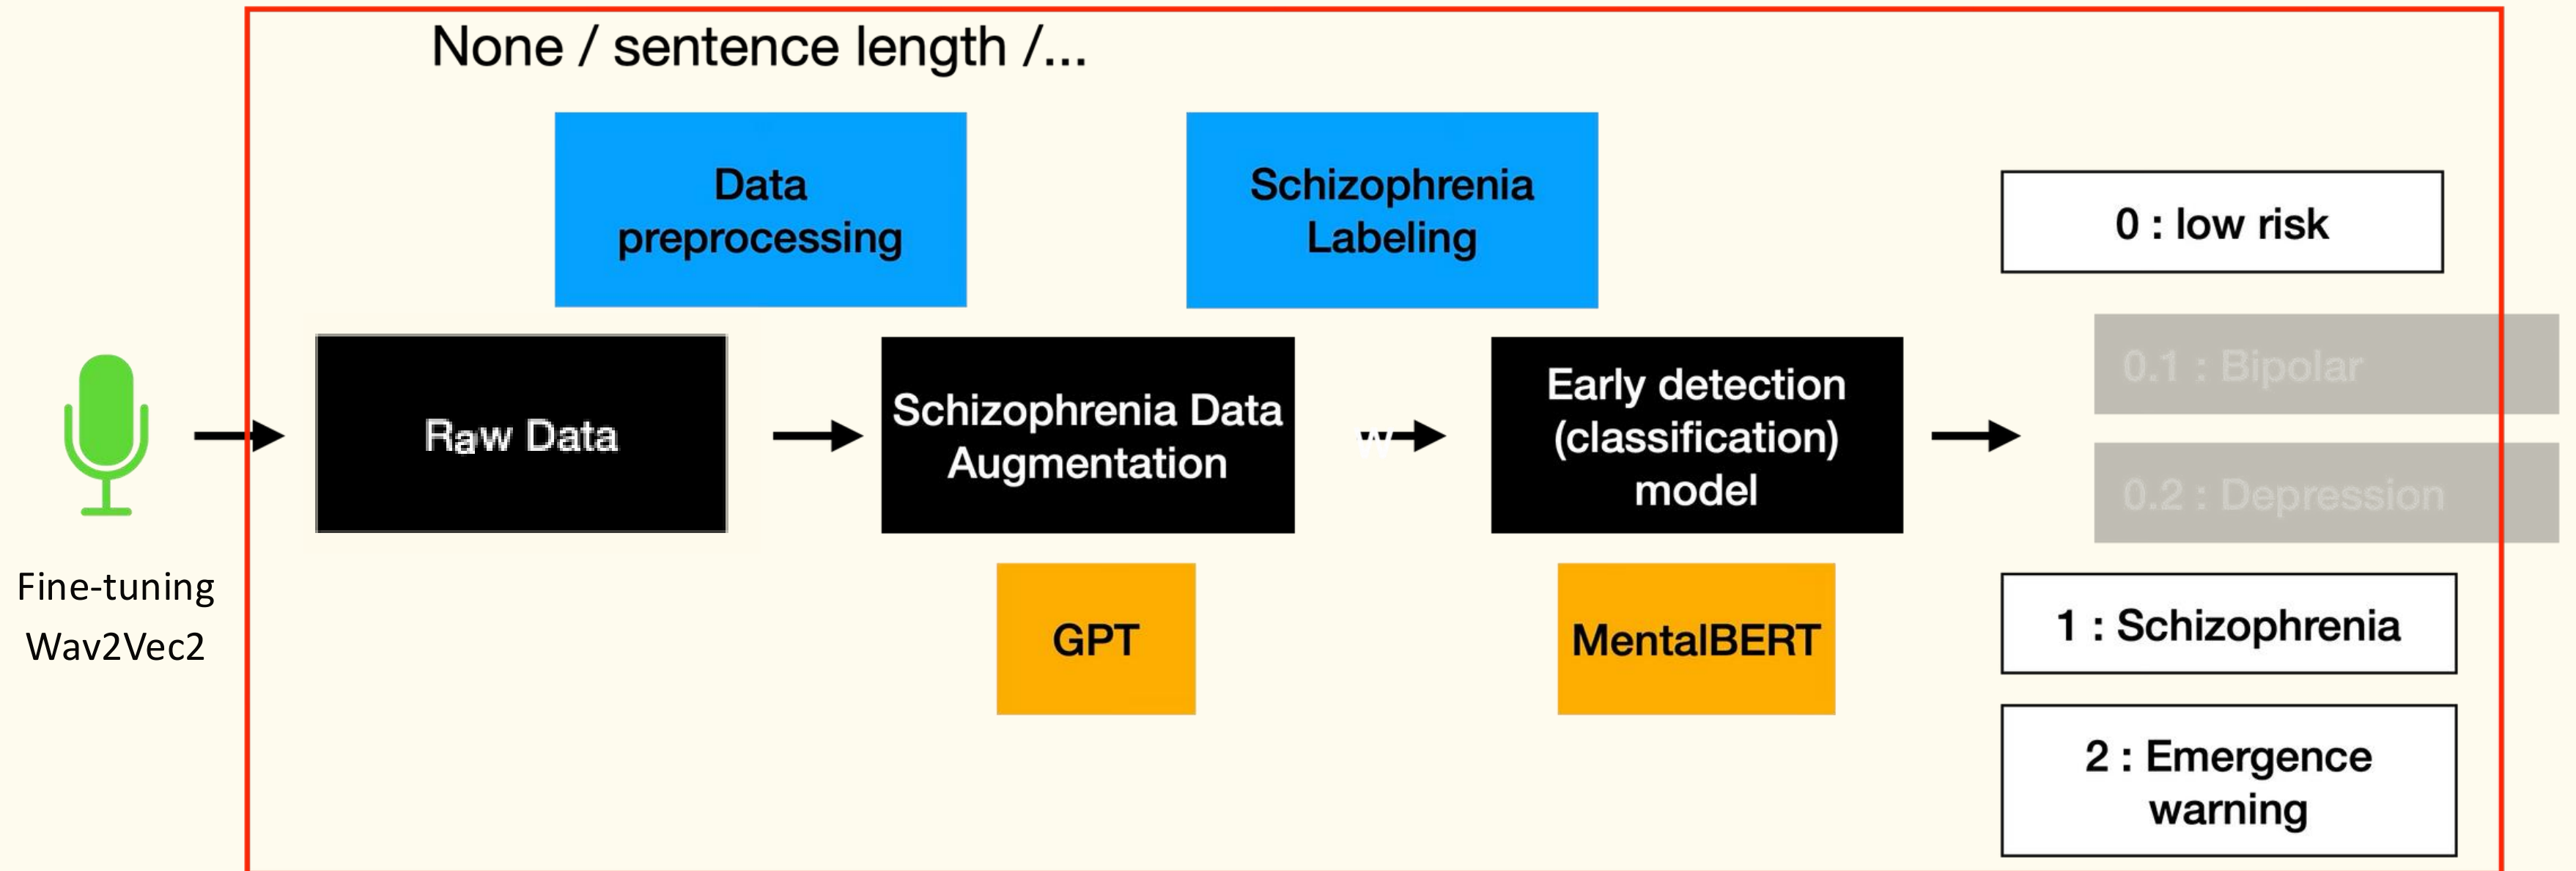 None / sentence length /...
Data
preprocessing
Schizophrenia
Labeling
Fine-tuning
Wav2Vec2
Raw Data
Schizophrenia Data
Augmentation
w
Early detection
(classification)
model
GPT
MentalBERT
0 : low risk
0.1 : Bipolar
0.2 : Depression
1 : Schizophrenia
2 : Emergence
warning